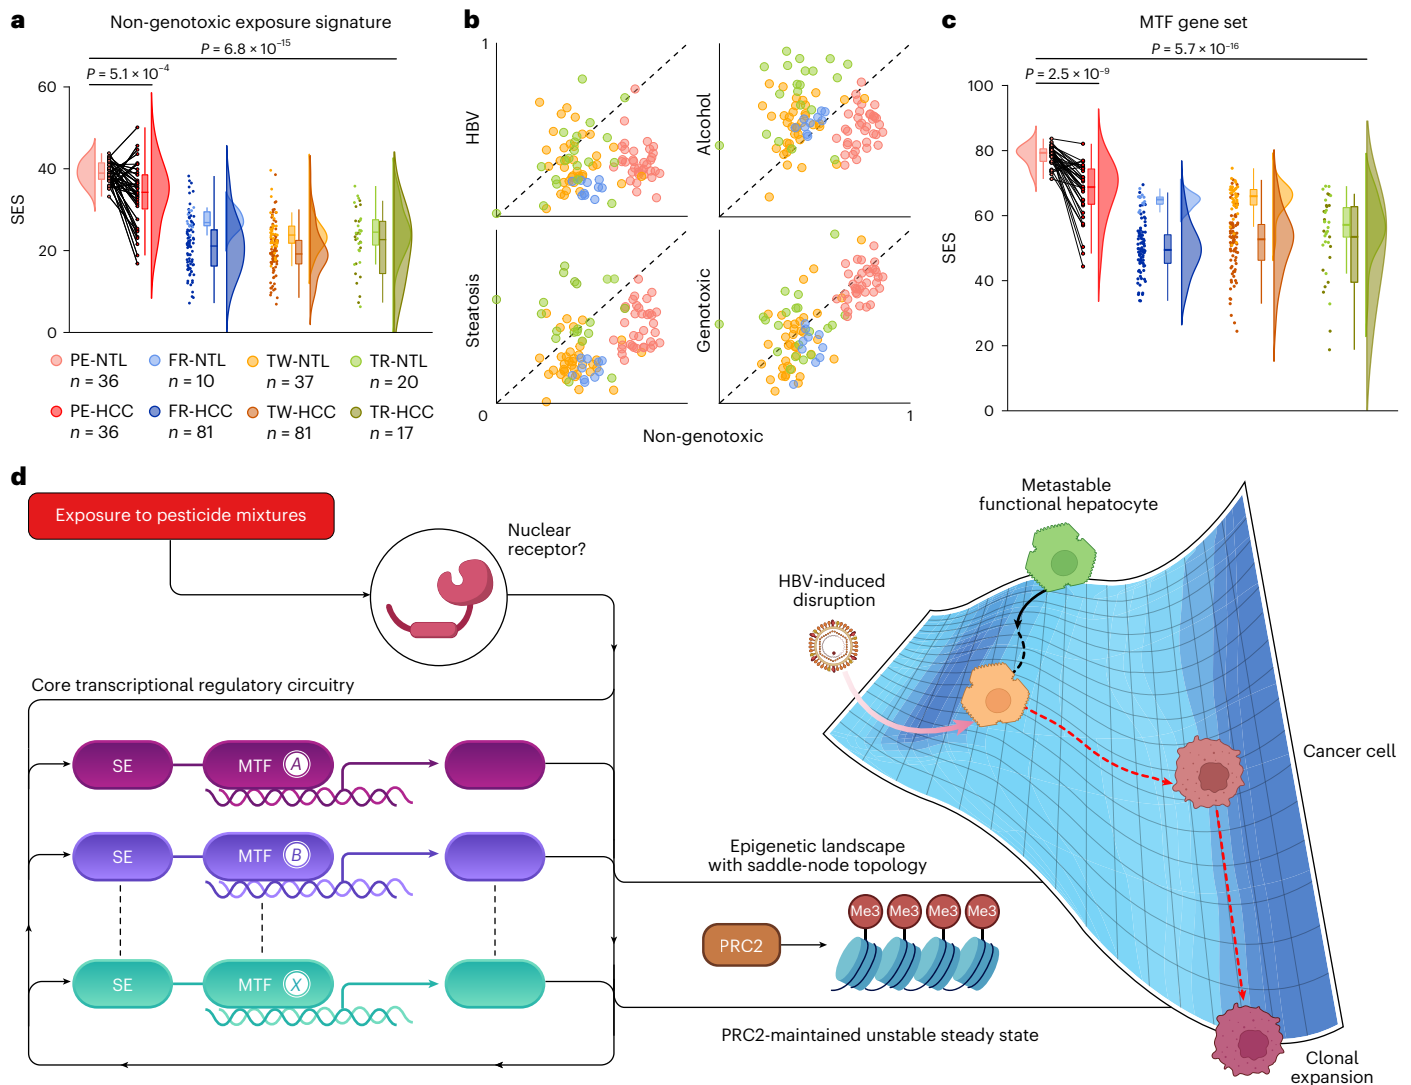 a
Non-genotoxic exposure signature
P = 6.8 × 10⁻¹⁵
P = 5.1 × 10⁻⁴
SES
60
40
20
0
PE-NTL
n = 36
FR-NTL
n = 10
TW-NTL
n = 37
TR-NTL
n = 20
PE-HCC
n = 36
FR-HCC
n = 81
TW-HCC
n = 81
TR-HCC
n = 17
b
1
HBV
Alcohol
Steatosis
Genotoxic
0
1
Non-genotoxic
c
MTF gene set
P = 5.7 × 10⁻¹⁶
P = 2.5 × 10⁻⁹
SES
100
80
60
40
20
0
d
Exposure to pesticide mixtures
Nuclear
receptor?
Core transcriptional regulatory circuitry
SE
MTF
A
SE
MTF
B
SE
MTF
X
Metastable
functional hepatocyte
HBV-induced
disruption
Cancer cell
Epigenetic landscape
with saddle-node topology
PRC2
Me3
Me3
Me3
Me3
PRC2-maintained unstable steady state
Clonal
expansion